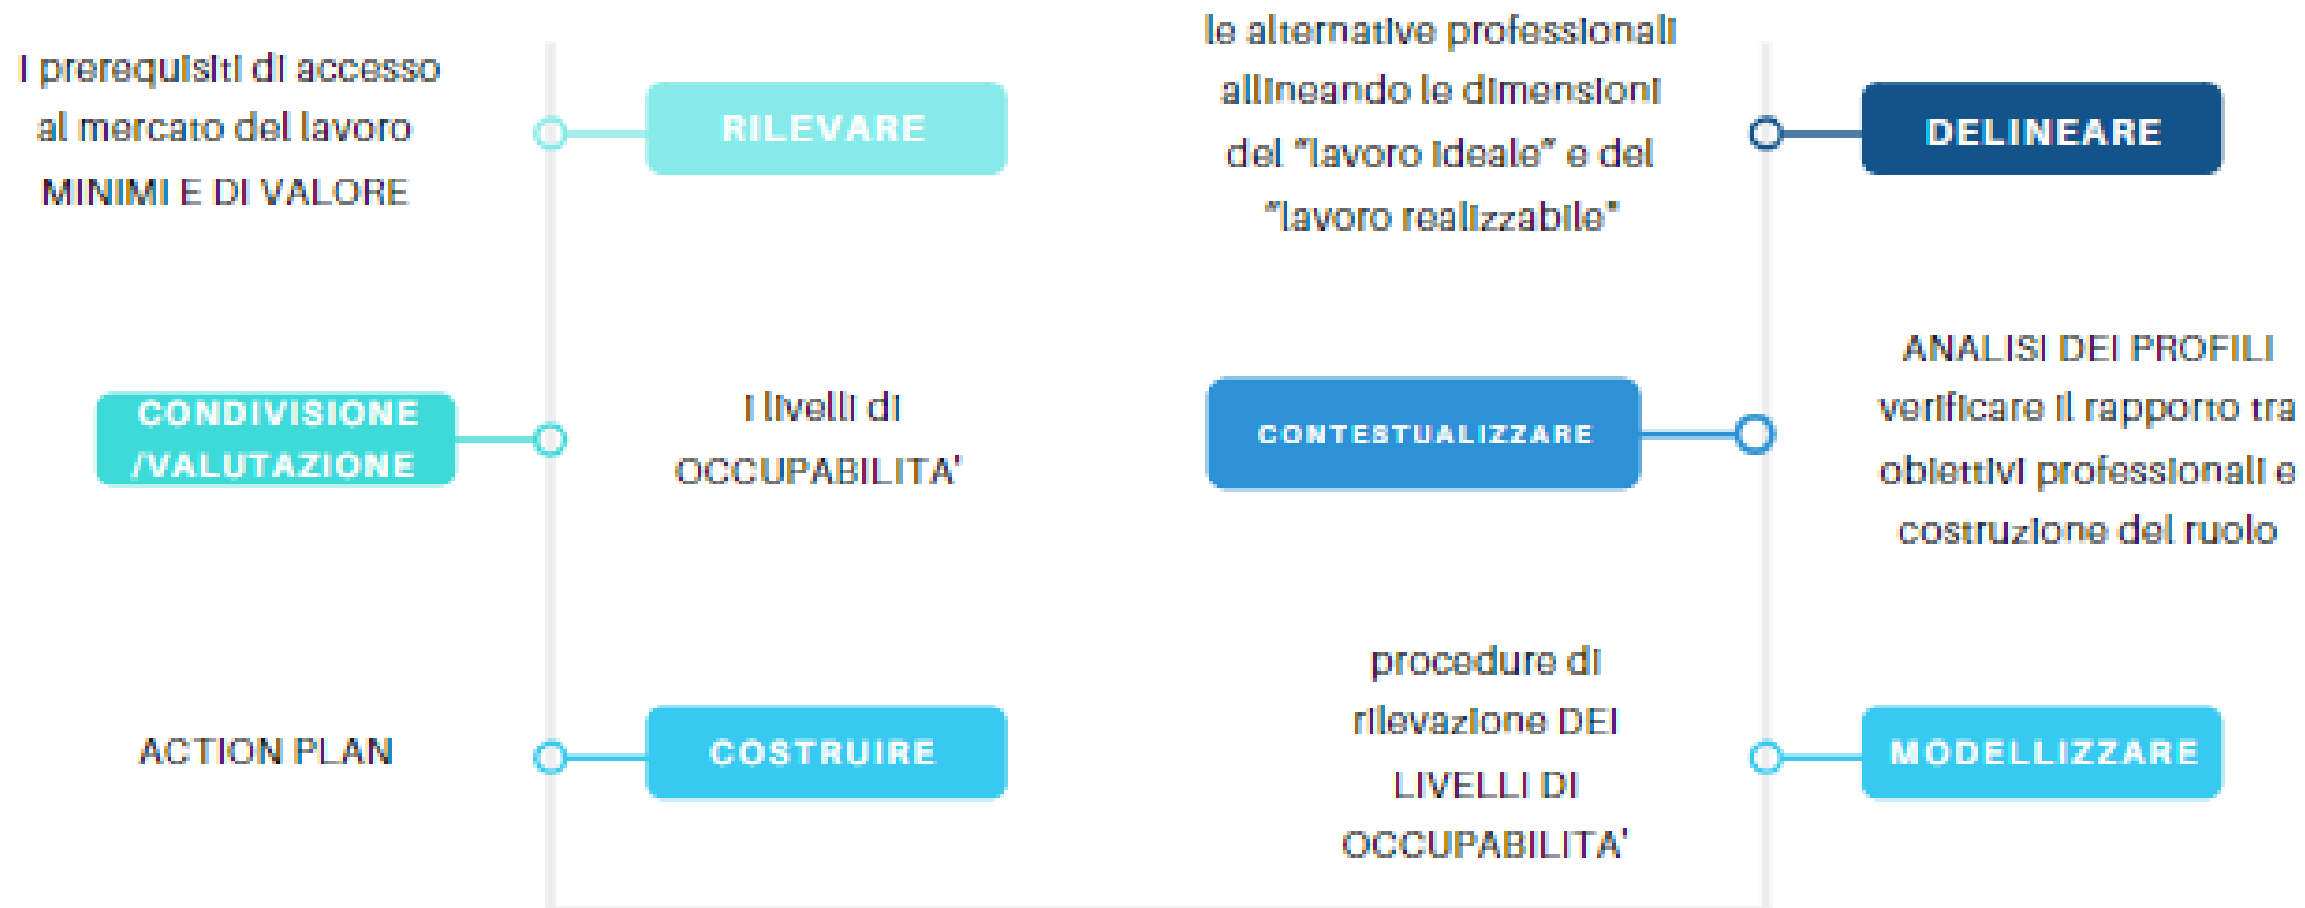 i prerequisiti di accesso
al mercato del lavoro
MINIMI E DI VALORE
RILEVARE
CONDIVISIONE
/VALUTAZIONE
i livelli di
OCCUPABILITA'
ACTION PLAN
COSTRUIRE
le alternative professionali
allineando le dimensioni
del "lavoro ideale" e del
"lavoro realizzabile"
DELINEARE
CONTESTUALIZZARE
ANALISI DEI PROFILI
verificare il rapporto tra
obiettivi professionali e
costruzione del ruolo
procedure di
rilevazione DEI
LIVELLI DI
OCCUPABILITA'
MODELLIZZARE